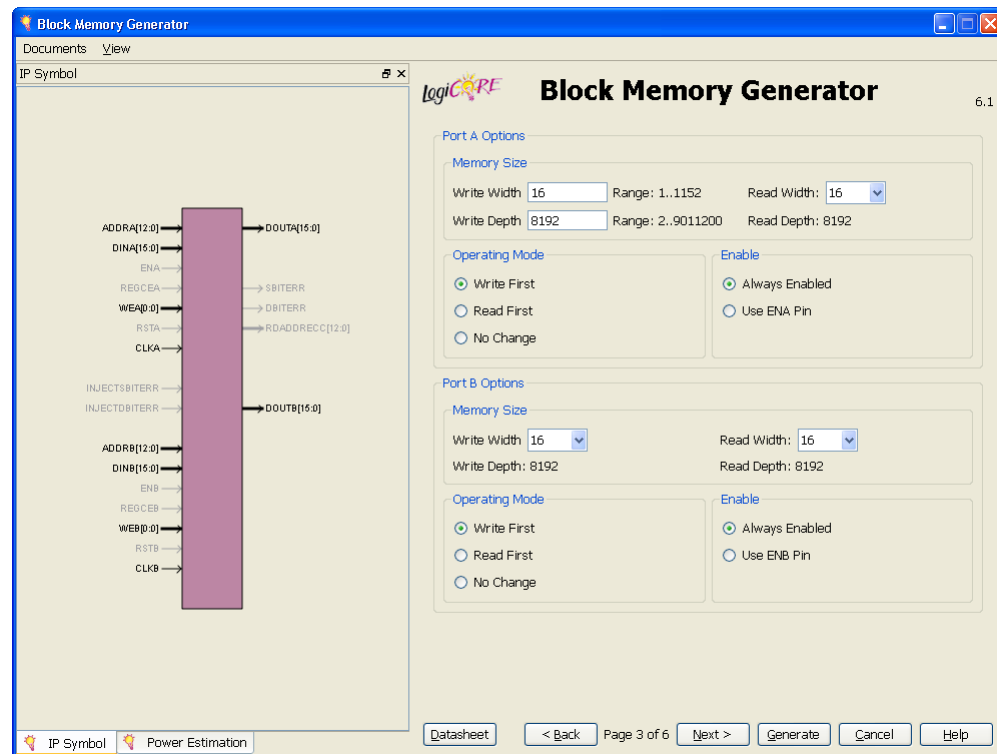 Block Memory Generator
Documents View
IP Symbol
LogiCORE
Block Memory Generator
6.1
ADDRA[12:0]
DINA[15:0]
ENA
REGCEA
WEA[0:0]
RSTA
CLKA
INJECTSBITERR
INJECTDBITERR
ADDRB[12:0]
DINB[15:0]
ENB
REGCEB
WEB[0:0]
RSTB
CLKB
DOUTA[15:0]
SBITERR
DBITERR
RDADDRECC[12:0]
DOUTB[15:0]
Port A Options
Memory Size
Write Width 16 Range: 1..1152 Read Width: 16
Write Depth 8192 Range: 2..9011200 Read Depth: 8192
Operating Mode
Write First
Read First
No Change
Enable
Always Enabled
Use ENA Pin
Port B Options
Memory Size
Write Width 16 Read Width: 16
Write Depth: 8192 Read Depth: 8192
Operating Mode
Write First
Read First
No Change
Enable
Always Enabled
Use ENB Pin
IP Symbol Power Estimation
Datasheet < Back Page 3 of 6 Next > Generate Cancel Help